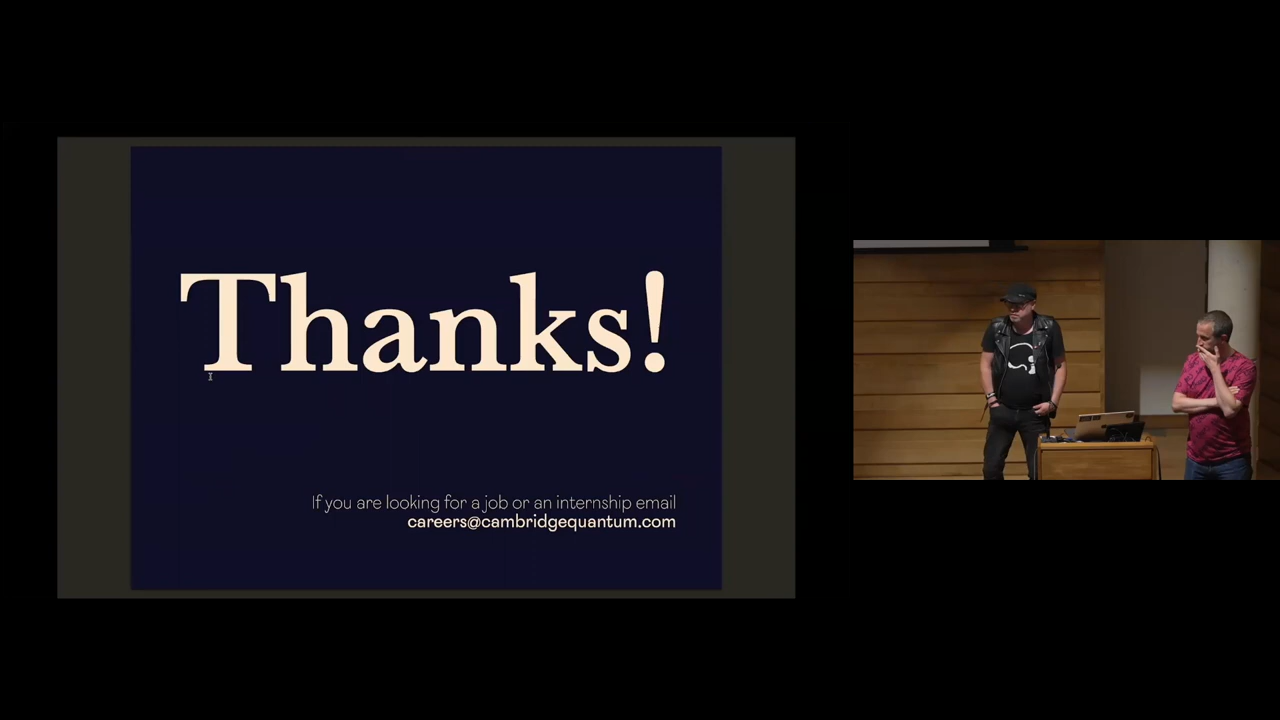 Thanks!
If you are looking for a job or an internship email
careers@cambridgequantum.com